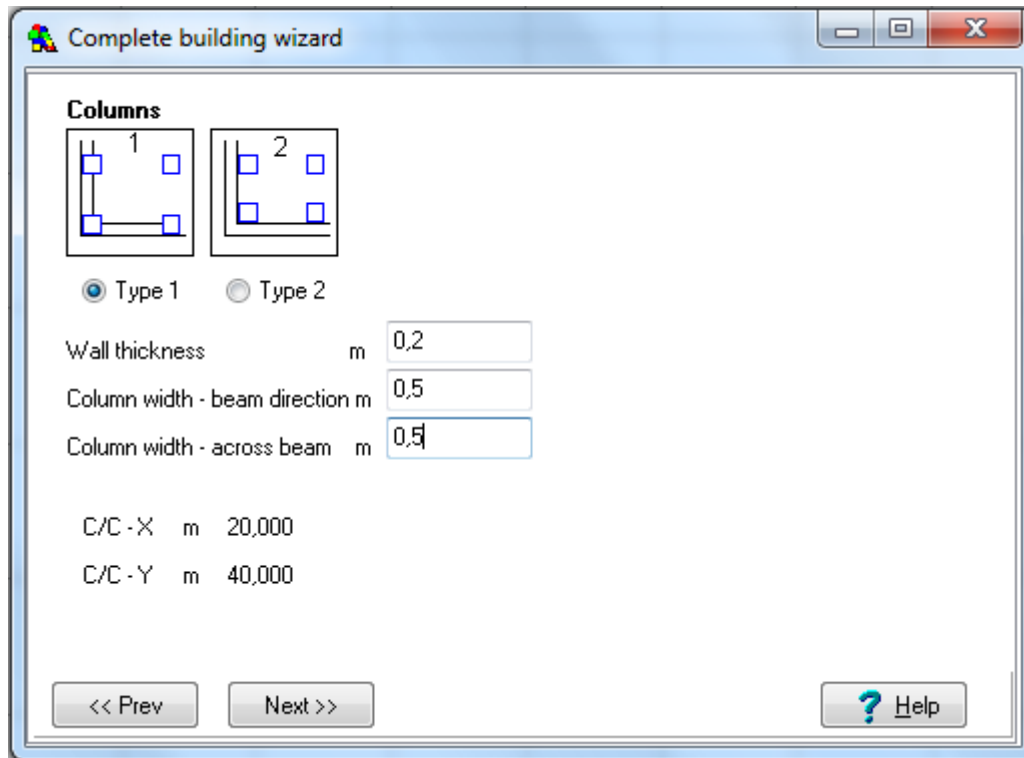 Complete building wizard
Columns
1 2
Type 1 Type 2
Wall thickness m 0,2
Column width - beam direction m 0,5
Column width - across beam m 0,5
C/C - X m 20,000
C/C - Y m 40,000
<< Prev Next >> ? Help